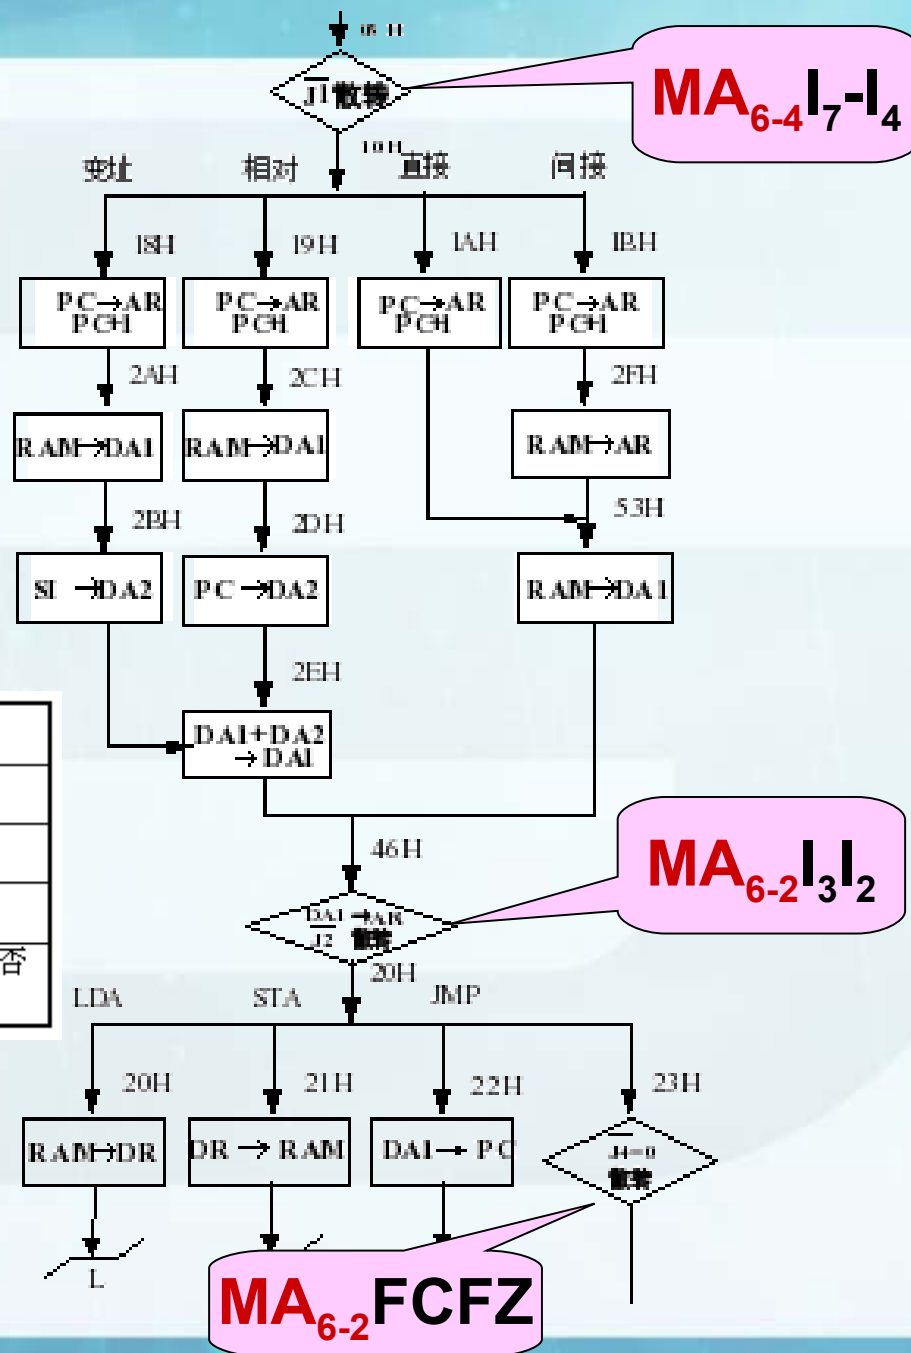 J1散转
MA6-4I7-I4
10H
变址 相对 直接 间接
18H 19H 1AH 1BH
PC→AR PC→AR PC→AR PC→AR
PC+1 PC+1 PC+1 PC+1
2AH 2CH 2FH
RAM→DA1 RAM→DA1 RAM→AR
2BH 2DH 53H
SI →DA2 PC→DA2 RAM→DA1
2EH
DA1+DA2
→DA1
46H
MA6-2I3I2
DA1→AR
J2 散转
否
20H
LDA STA JMP
20H 21H 22H 23H
RAM→DR DR → RAM DA1→ PC J4=0
散转
L
MA6-2FCFZ